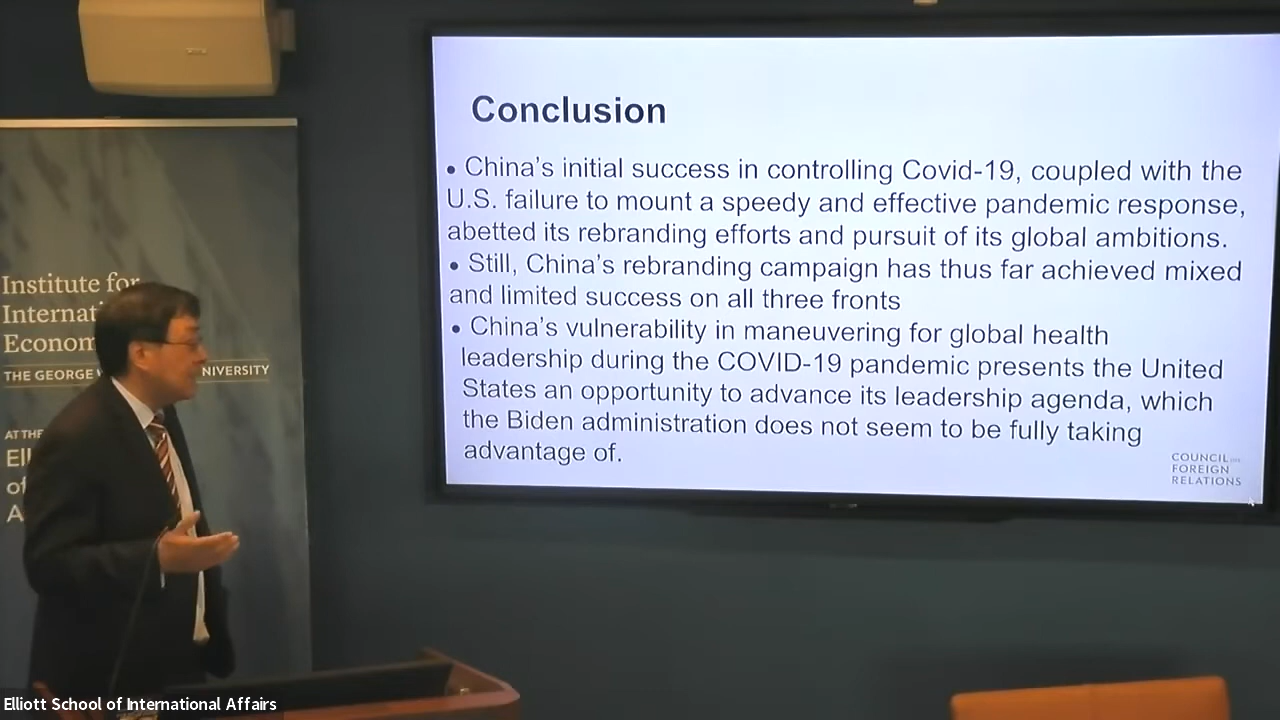 Conclusion
• China's initial success in controlling Covid-19, coupled with the
U.S. failure to mount a speedy and effective pandemic response,
abetted its rebranding efforts and pursuit of its global ambitions.
• Still, China's rebranding campaign has thus far achieved mixed
and limited success on all three fronts
• China's vulnerability in maneuvering for global health
leadership during the COVID-19 pandemic presents the United
States an opportunity to advance its leadership agenda, which
the Biden administration does not seem to be fully taking
advantage of.
COUNCIL
FOREIGN
RELATIONS
Institute for
Internati
Econom
THE GEORGE W NIVERSITY
AT THE
Ell
of
A
Elliott School of International Affairs